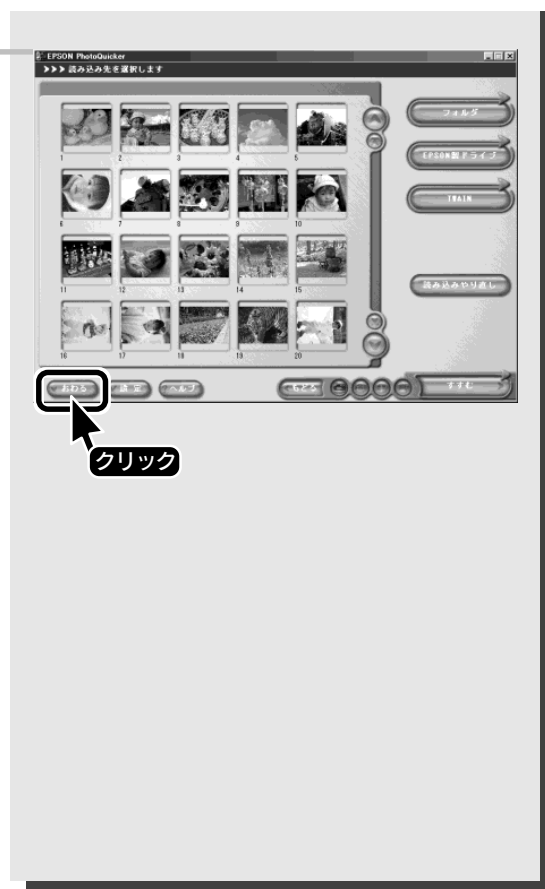 EPSON PhotoQuicker
>>> 読み込み先を選択します
フォルダ
EPSON製ドライブ
TRAIN
1 2 3 4 5
6 7 8 9 10
11 12 13 14 15
読み込みやり直し
16 17 18 19 20
おわる 設定 ヘルプ もどる すすむ
クリック